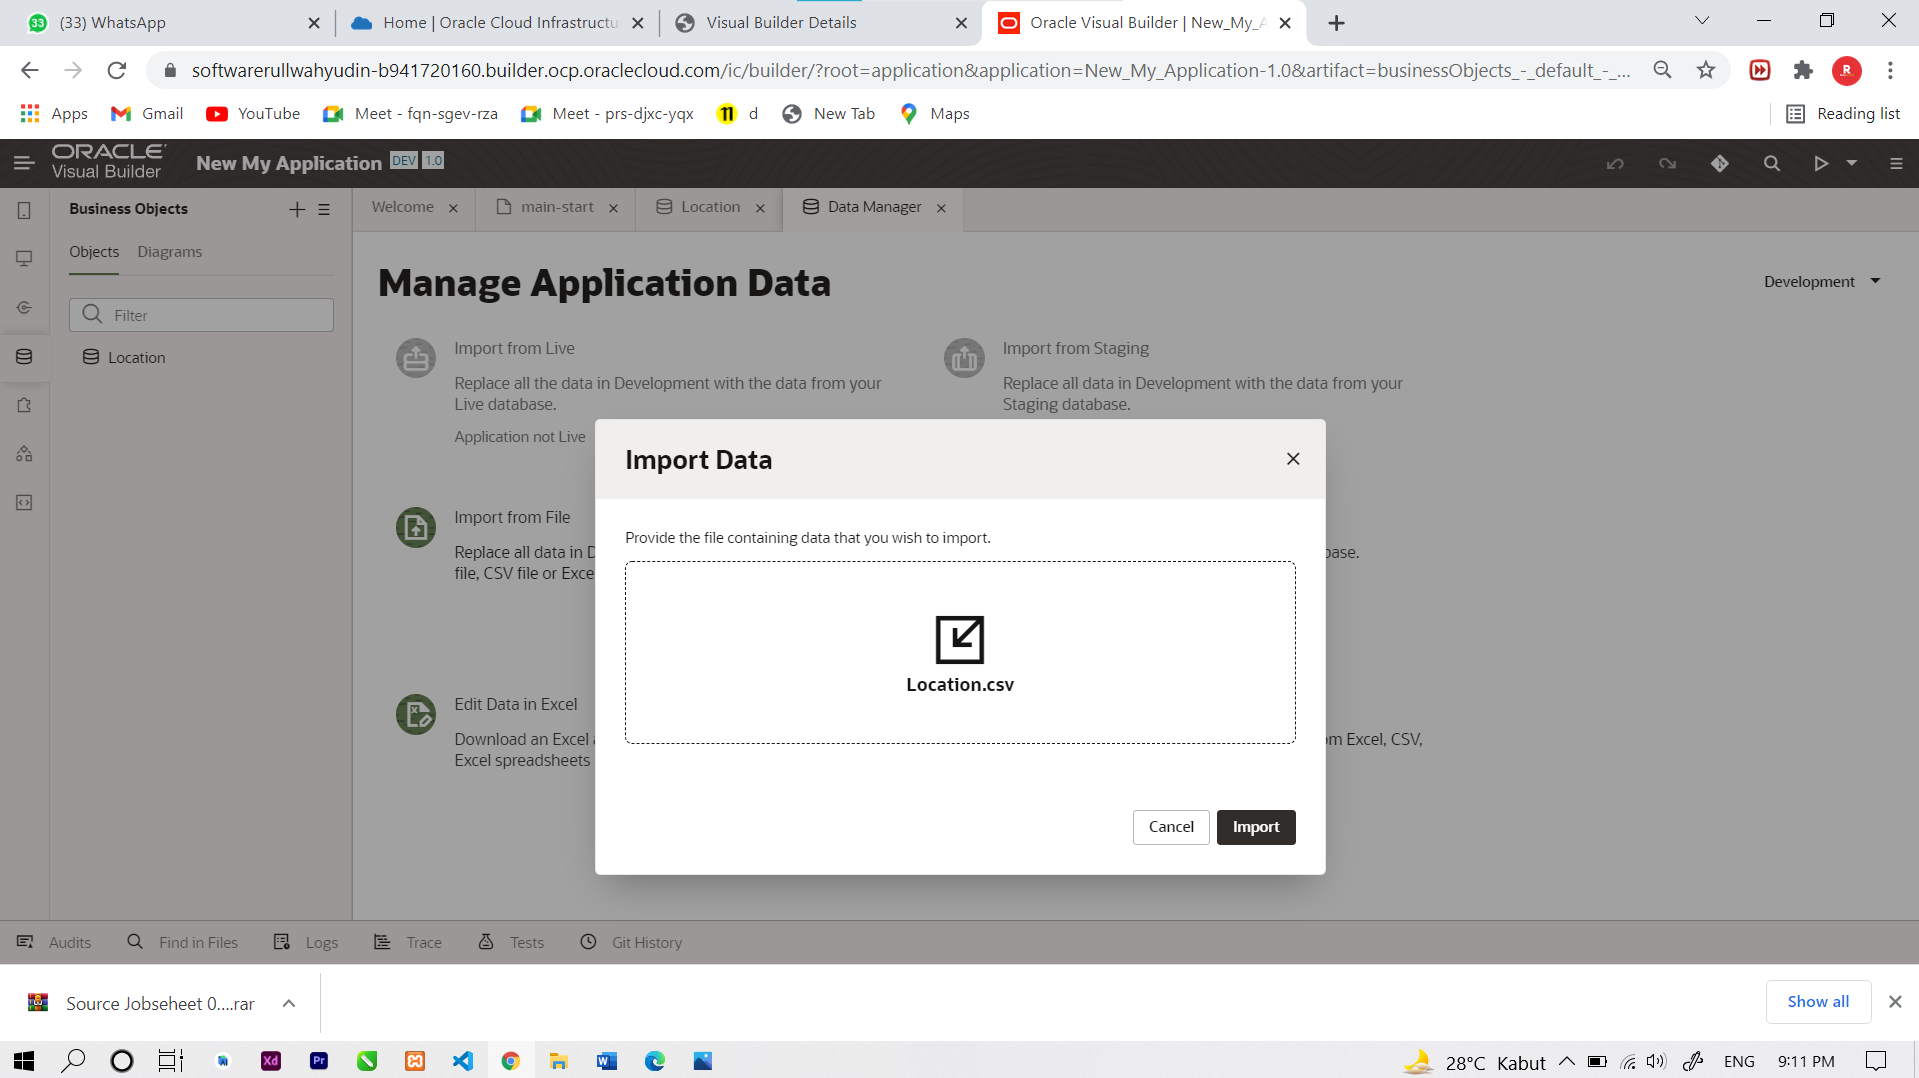 (33) WhatsApp
Home | Oracle Cloud Infrastructu
Visual Builder Details
Oracle Visual Builder | New_My_A
softwarerullwahyudin-b941720160.builder.ocp.oraclecloud.com/ic/builder/?root=application&application=New_My_Application-1.0&artifact=businessObjects_-_default_-_...
R
Apps
Gmail
YouTube
Meet - fqn-sgev-rza
Meet - prs-djxc-yqx
d
New Tab
Maps
Reading list
ORACLE
Visual Builder
New My Application
DEV
1.0
Business Objects
Welcome
main-start
Location
Data Manager
Objects
Diagrams
Filter
Location
Manage Application Data
Development
Import from Live
Replace all the data in Development with the data from your
Live database.
Application not Live
Import from Staging
Replace all data in Development with the data from your
Staging database.
Import from File
Replace all data in D
file, CSV file or Exce
base.
Edit Data in Excel
Download an Excel a
Excel spreadsheets
om Excel, CSV,
Import Data
Provide the file containing data that you wish to import.
Location.csv
Cancel
Import
Audits
Find in Files
Logs
Trace
Tests
Git History
Source Jobseheet 0....rar
Show all
Xd
Pr
28°C Kabut
ENG
9:11 PM